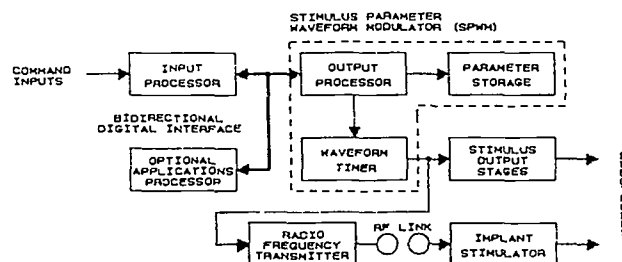 STIMULUS PARAMETER
WAVEFORM MODULATOR (SPWM)
COMMAND
INPUTS
INPUT
PROCESSOR
OUTPUT
PROCESSOR
PARAMETER
STORAGE
BIDIRECTIONAL
DIGITAL INTERFACE
OPTIONAL
APPLICATIONS
PROCESSOR
WAVEFORM
TIMER
STIMULUS
OUTPUT
STAGES
RADIO
FREQUENCY
TRANSMITTER
RF LINK
IMPLANT
STIMULATOR